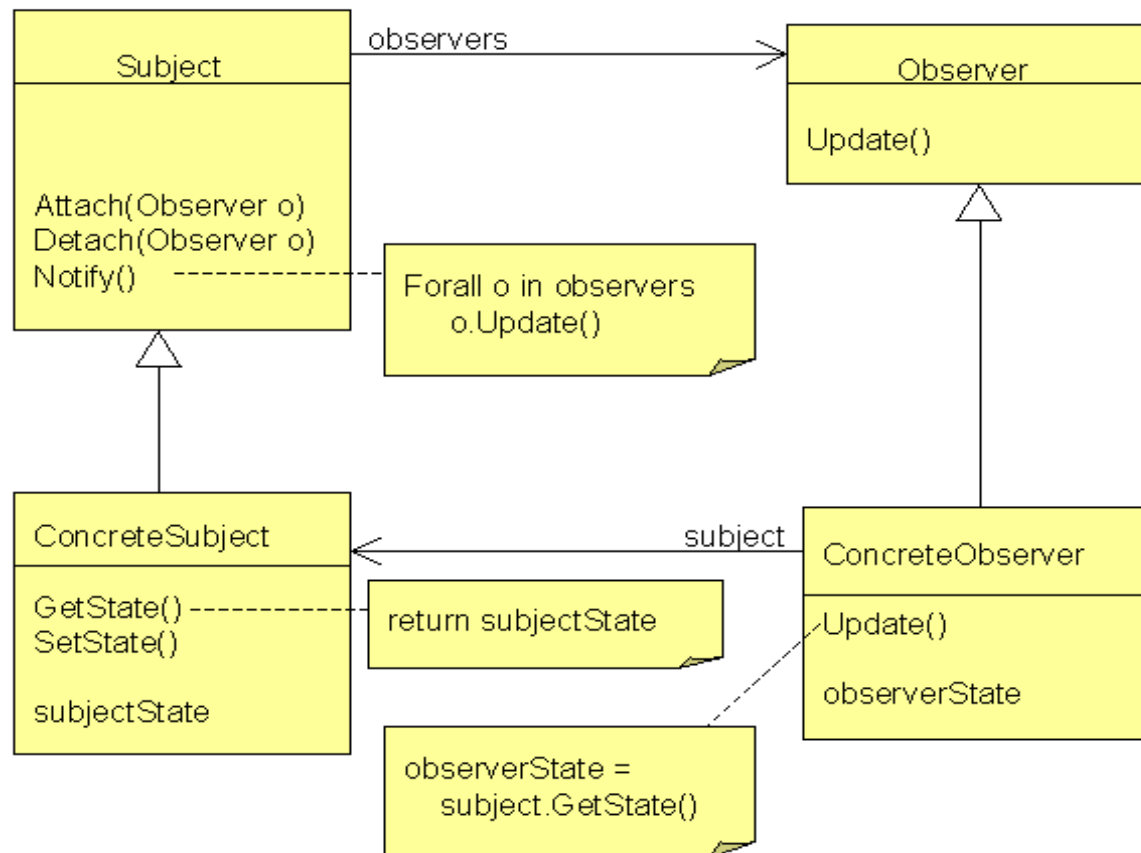 observers
Subject
Observer
Update()
Attach(Observer o)
Detach(Observer o)
Notify()
Forall o in observers
o.Update()
ConcreteSubject
subject
ConcreteObserver
GetState()
SetState()
subjectState
return subjectState
Update()
observerState
observerState =
subject.GetState()